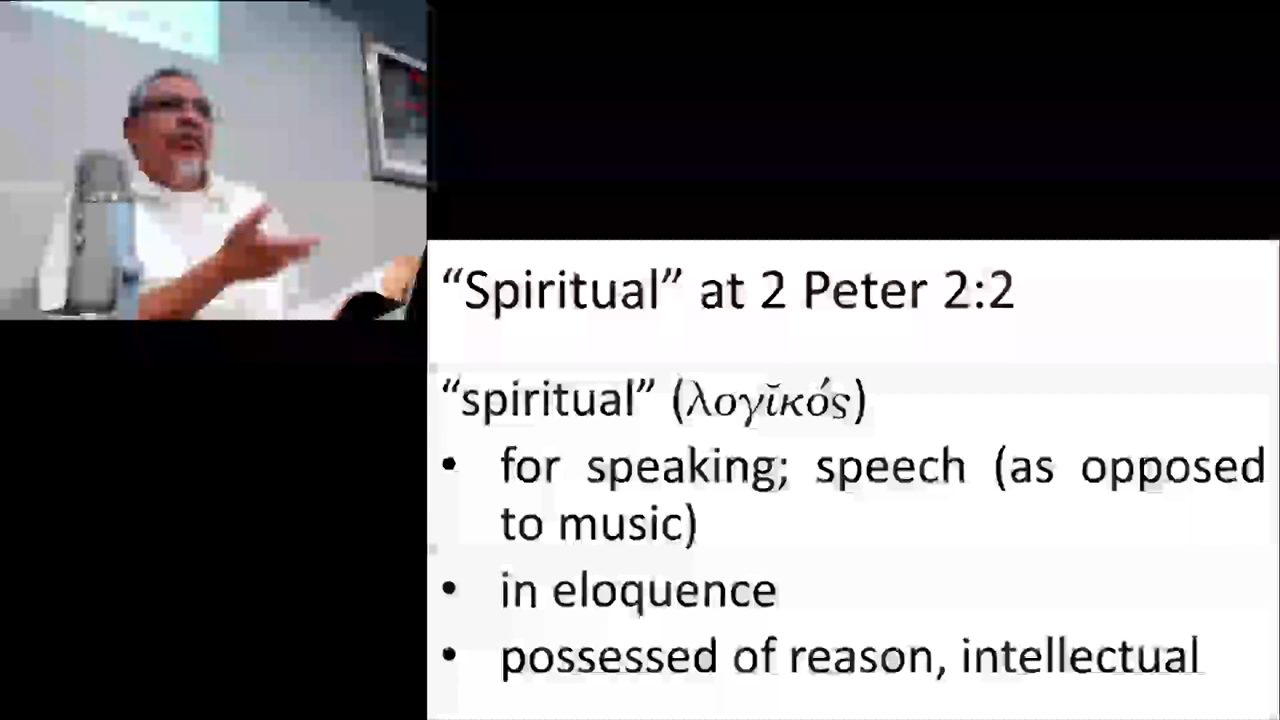 “Spiritual” at 2 Peter 2:2
“spiritual” (λογῐκός)
• for speaking; speech (as opposed
to music)
• in eloquence
• possessed of reason, intellectual